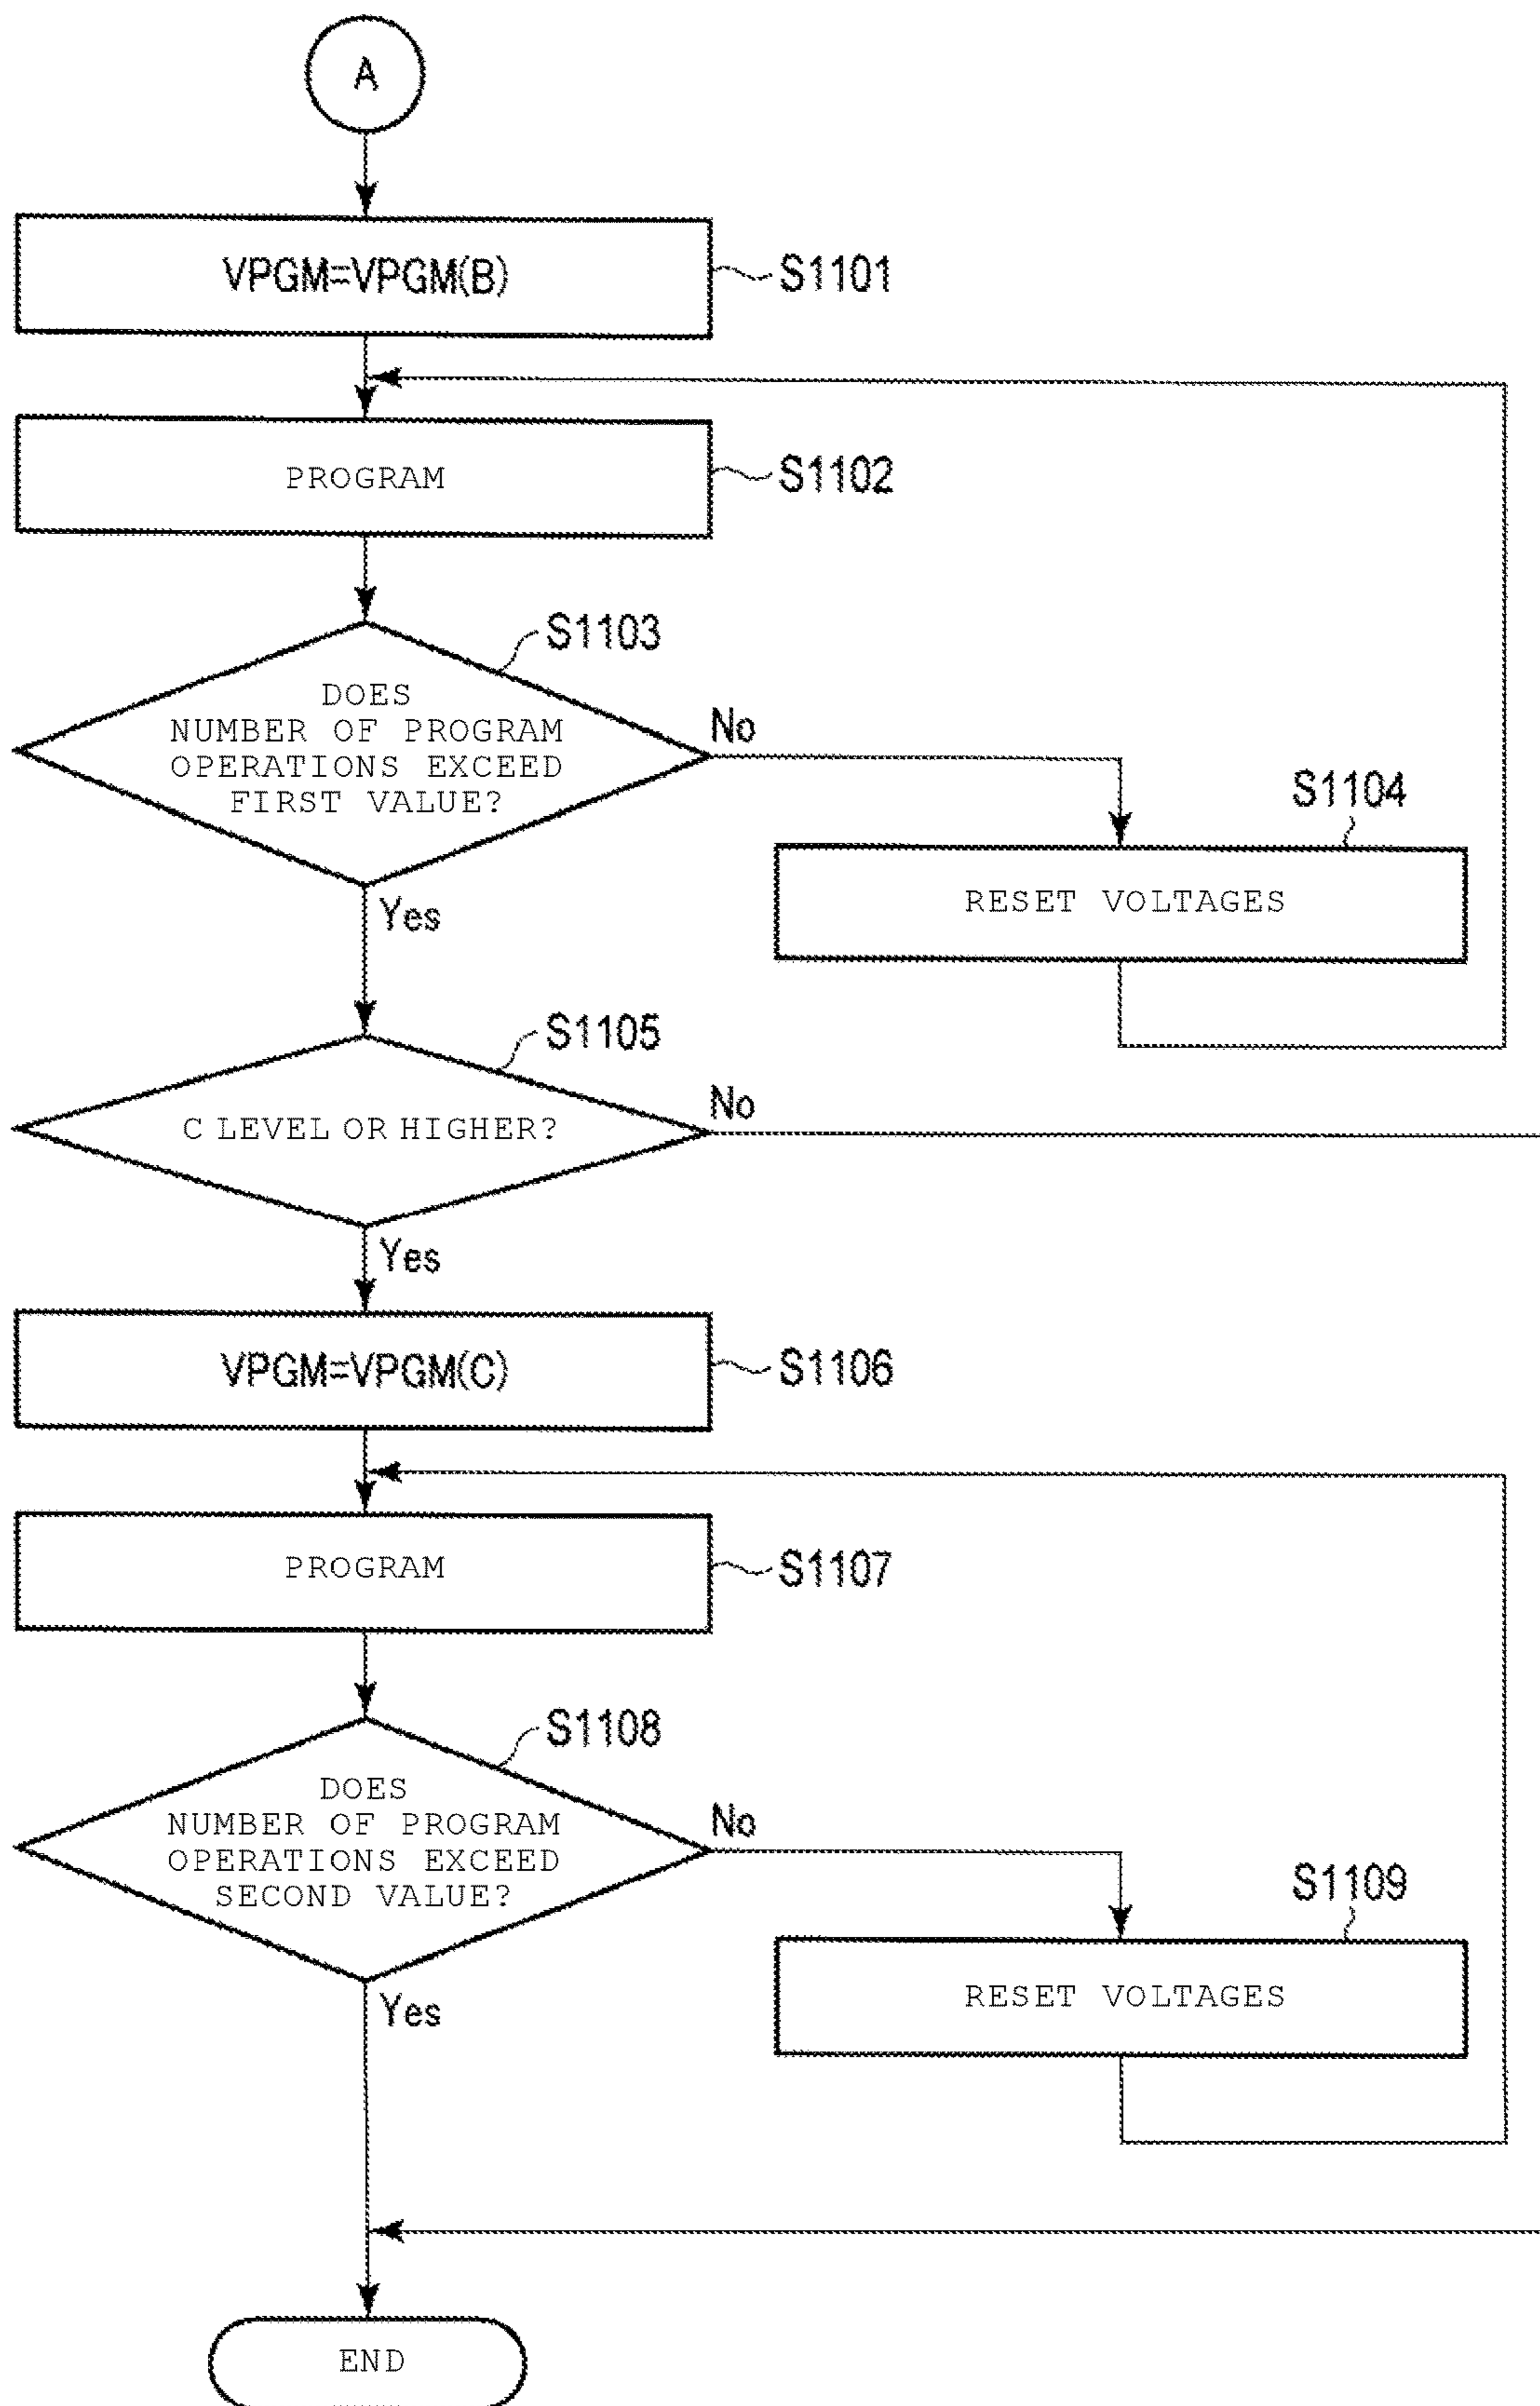 A
VPGM=VPGM(B)
S1101
PROGRAM
S1102
S1103
DOES
NUMBER OF PROGRAM
OPERATIONS EXCEED
FIRST VALUE?
No
S1104
RESET VOLTAGES
Yes
S1105
C LEVEL OR HIGHER?
No
Yes
VPGM=VPGM(C)
S1106
PROGRAM
S1107
S1108
DOES
NUMBER OF PROGRAM
OPERATIONS EXCEED
SECOND VALUE?
No
S1109
RESET VOLTAGES
Yes
END